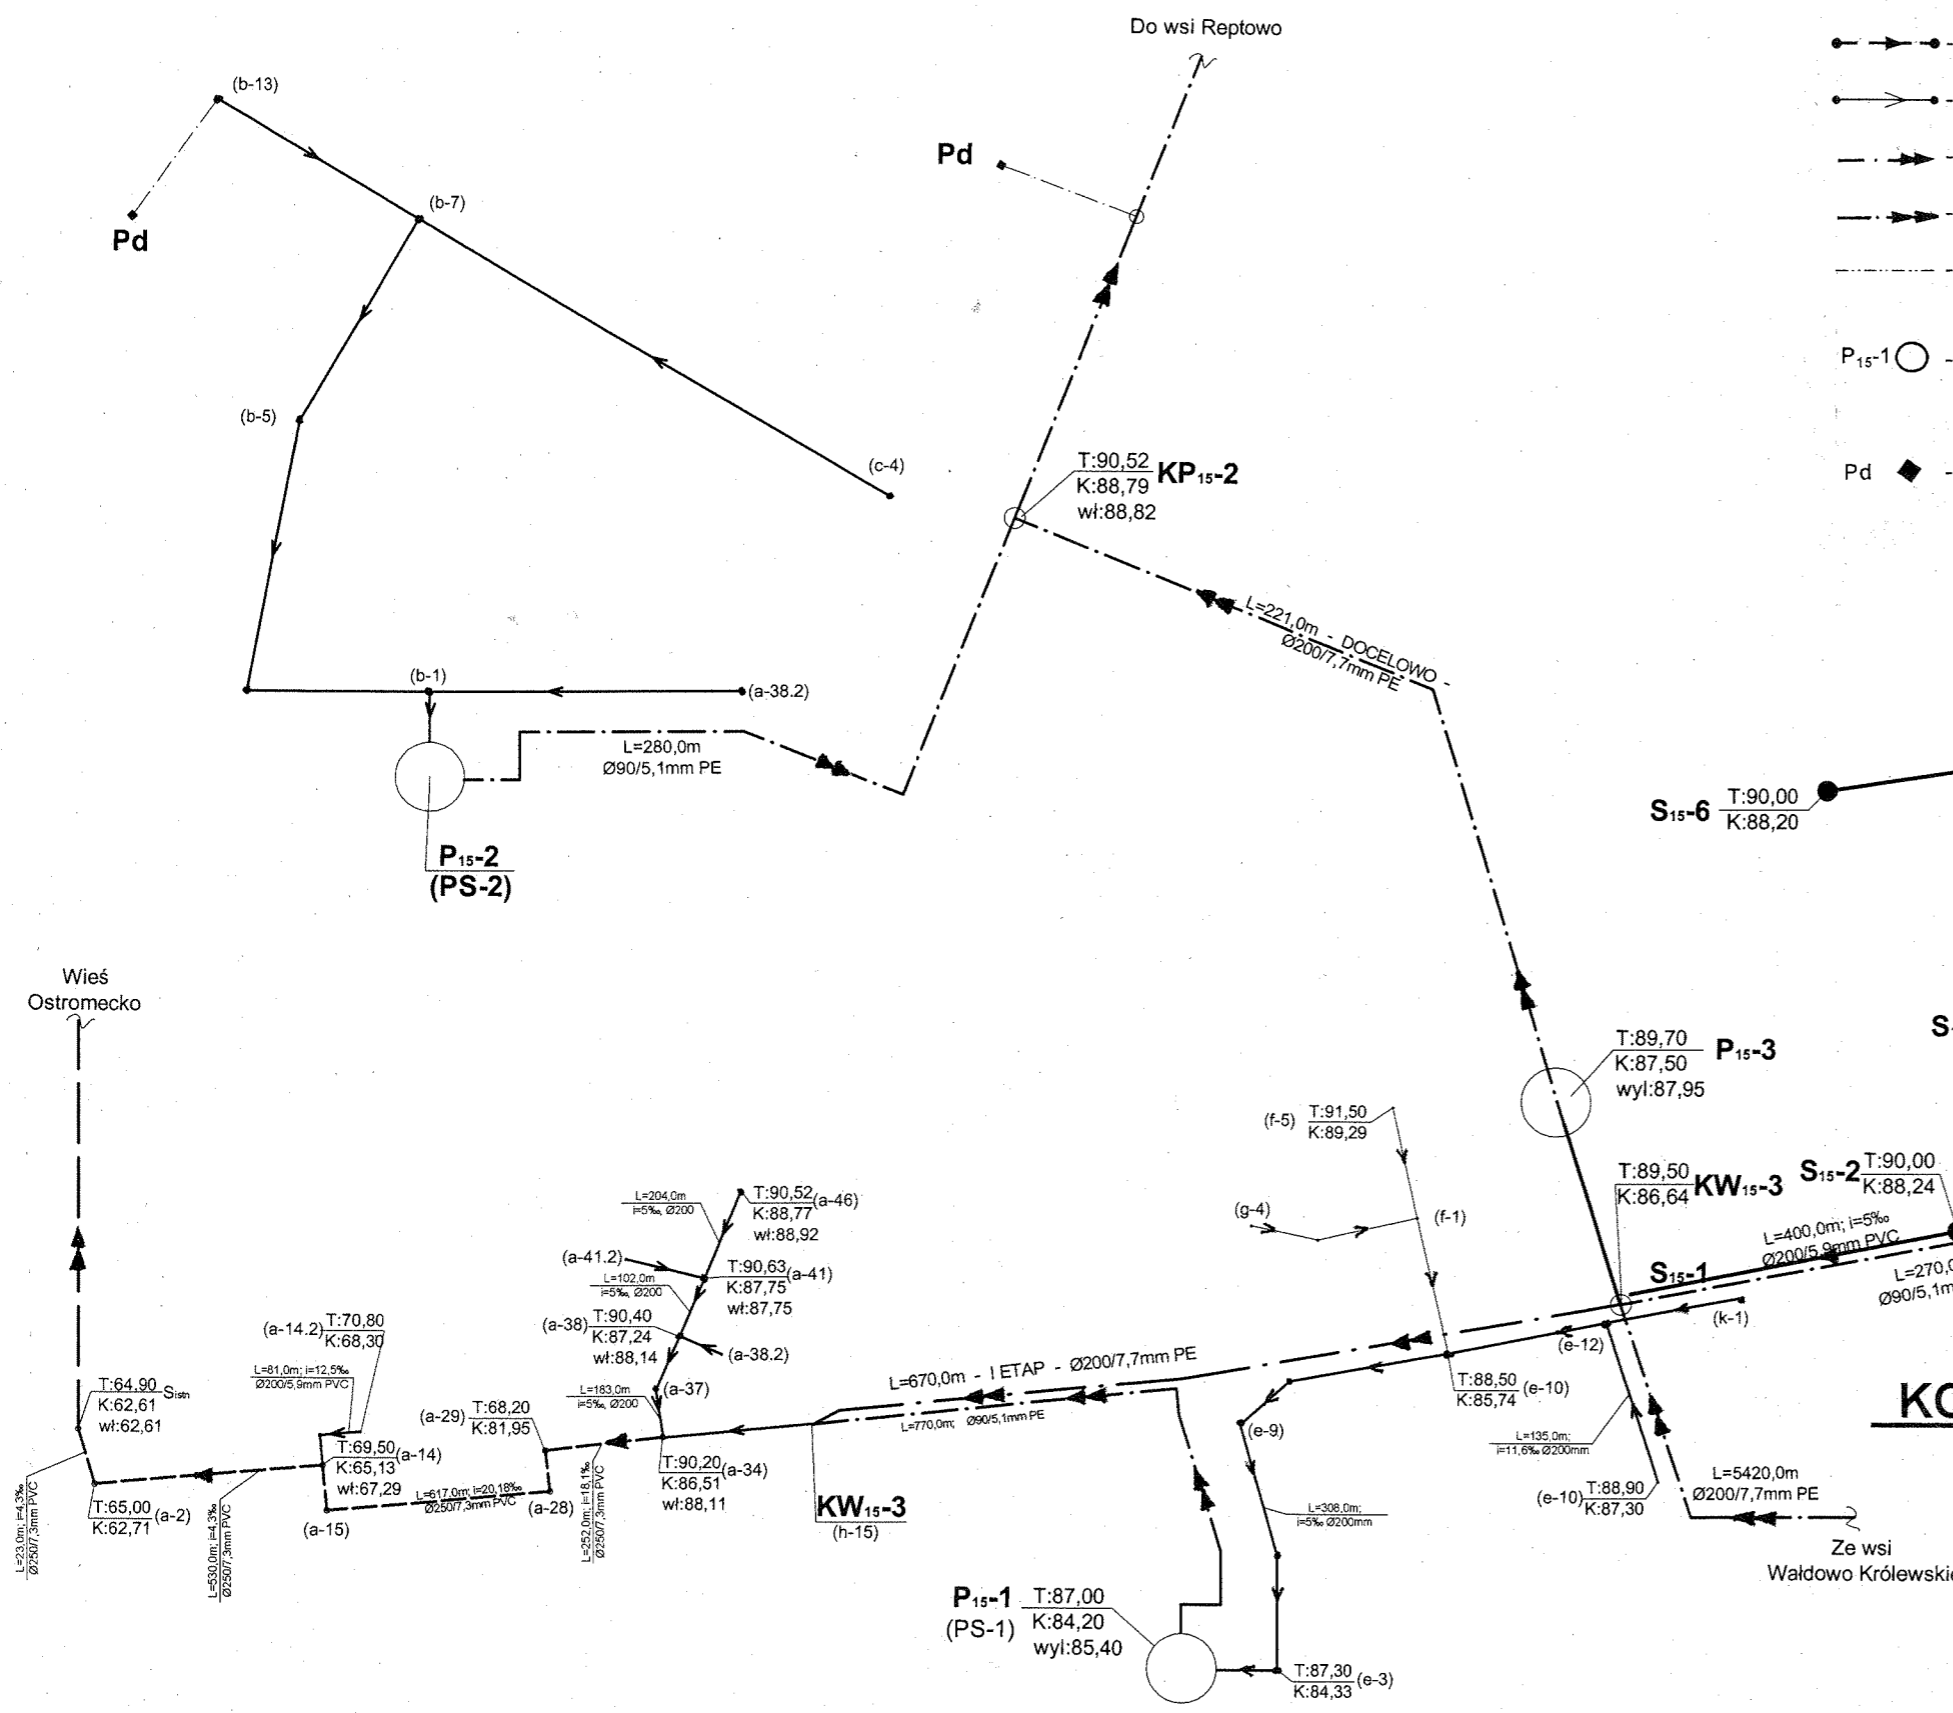 Do wsi Reptowo
(b-13)
Pd
(b-7)
Pd
(b-5)
(c-4)
T:90,52
K:88,79
wł:88,82
KP15-2
P15-1
Pd
L=221,0m - DOCELOWO -
Ø200/7,7mm PE
(b-1)
(a-38.2)
L=280,0m
Ø90/5,1mm PE
P15-2
(PS-2)
S15-6
T:90,00
K:88,20
Wieś
Ostromecko
T:89,70
K:87,50
wyl:87,95
P15-3
(f-5)
T:91,50
K:89,29
(g-4)
(f-1)
T:89,50
K:86,64
KW15-3
S15-2
T:90,00
K:88,24
L=400,0m; i=5‰
Ø200/5,9mm PVC
S15-1
L=270,0
Ø90/5,1m
(k-1)
(e-12)
L=204,0m
i=5‰, Ø200
T:90,52
K:88,77
wł:88,92
(a-46)
(a-41.2)
L=102,0m
i=5‰, Ø200
T:90,63
K:87,75
wł:87,75
(a-41)
(a-38)
T:90,40
K:87,24
wł:88,14
(a-38.2)
L=183,0m
i=5‰, Ø200
(a-37)
(a-14.2)
T:70,80
K:68,30
L=81,0m; i=12,5‰
Ø200/5,9mm PVC
T:64,90
K:62,61
wł:62,61
Sistn
L=23,0m; i=4,3‰
Ø250/7,3mm PVC
T:65,00
K:62,71
(a-2)
L=530,0m; i=4,3‰
Ø250/7,3mm PVC
T:69,50
K:65,13
wł:67,29
(a-14)
(a-15)
L=617,0m; i=20,18‰
Ø250/7,3mm PVC
(a-28)
(a-29)
T:68,20
K:81,95
L=252,0m; i=18,1‰
Ø250/7,3mm PVC
T:90,20
K:86,51
wł:88,11
(a-34)
KW15-3
(h-15)
L=670,0m - I ETAP - Ø200/7,7mm PE
L=770,0m; Ø90/5,1mm PE
(e-9)
T:88,50
K:85,74
(e-10)
L=135,0m;
i=11,6‰ Ø200mm
(e-10)
T:88,90
K:87,30
L=308,0m;
i=5‰ Ø200mm
L=5420,0m
Ø200/7,7mm PE
Ze wsi
Wałdowo Królewskie
P15-1
(PS-1)
T:87,00
K:84,20
wyl:85,40
T:87,30
K:84,33
(e-3)